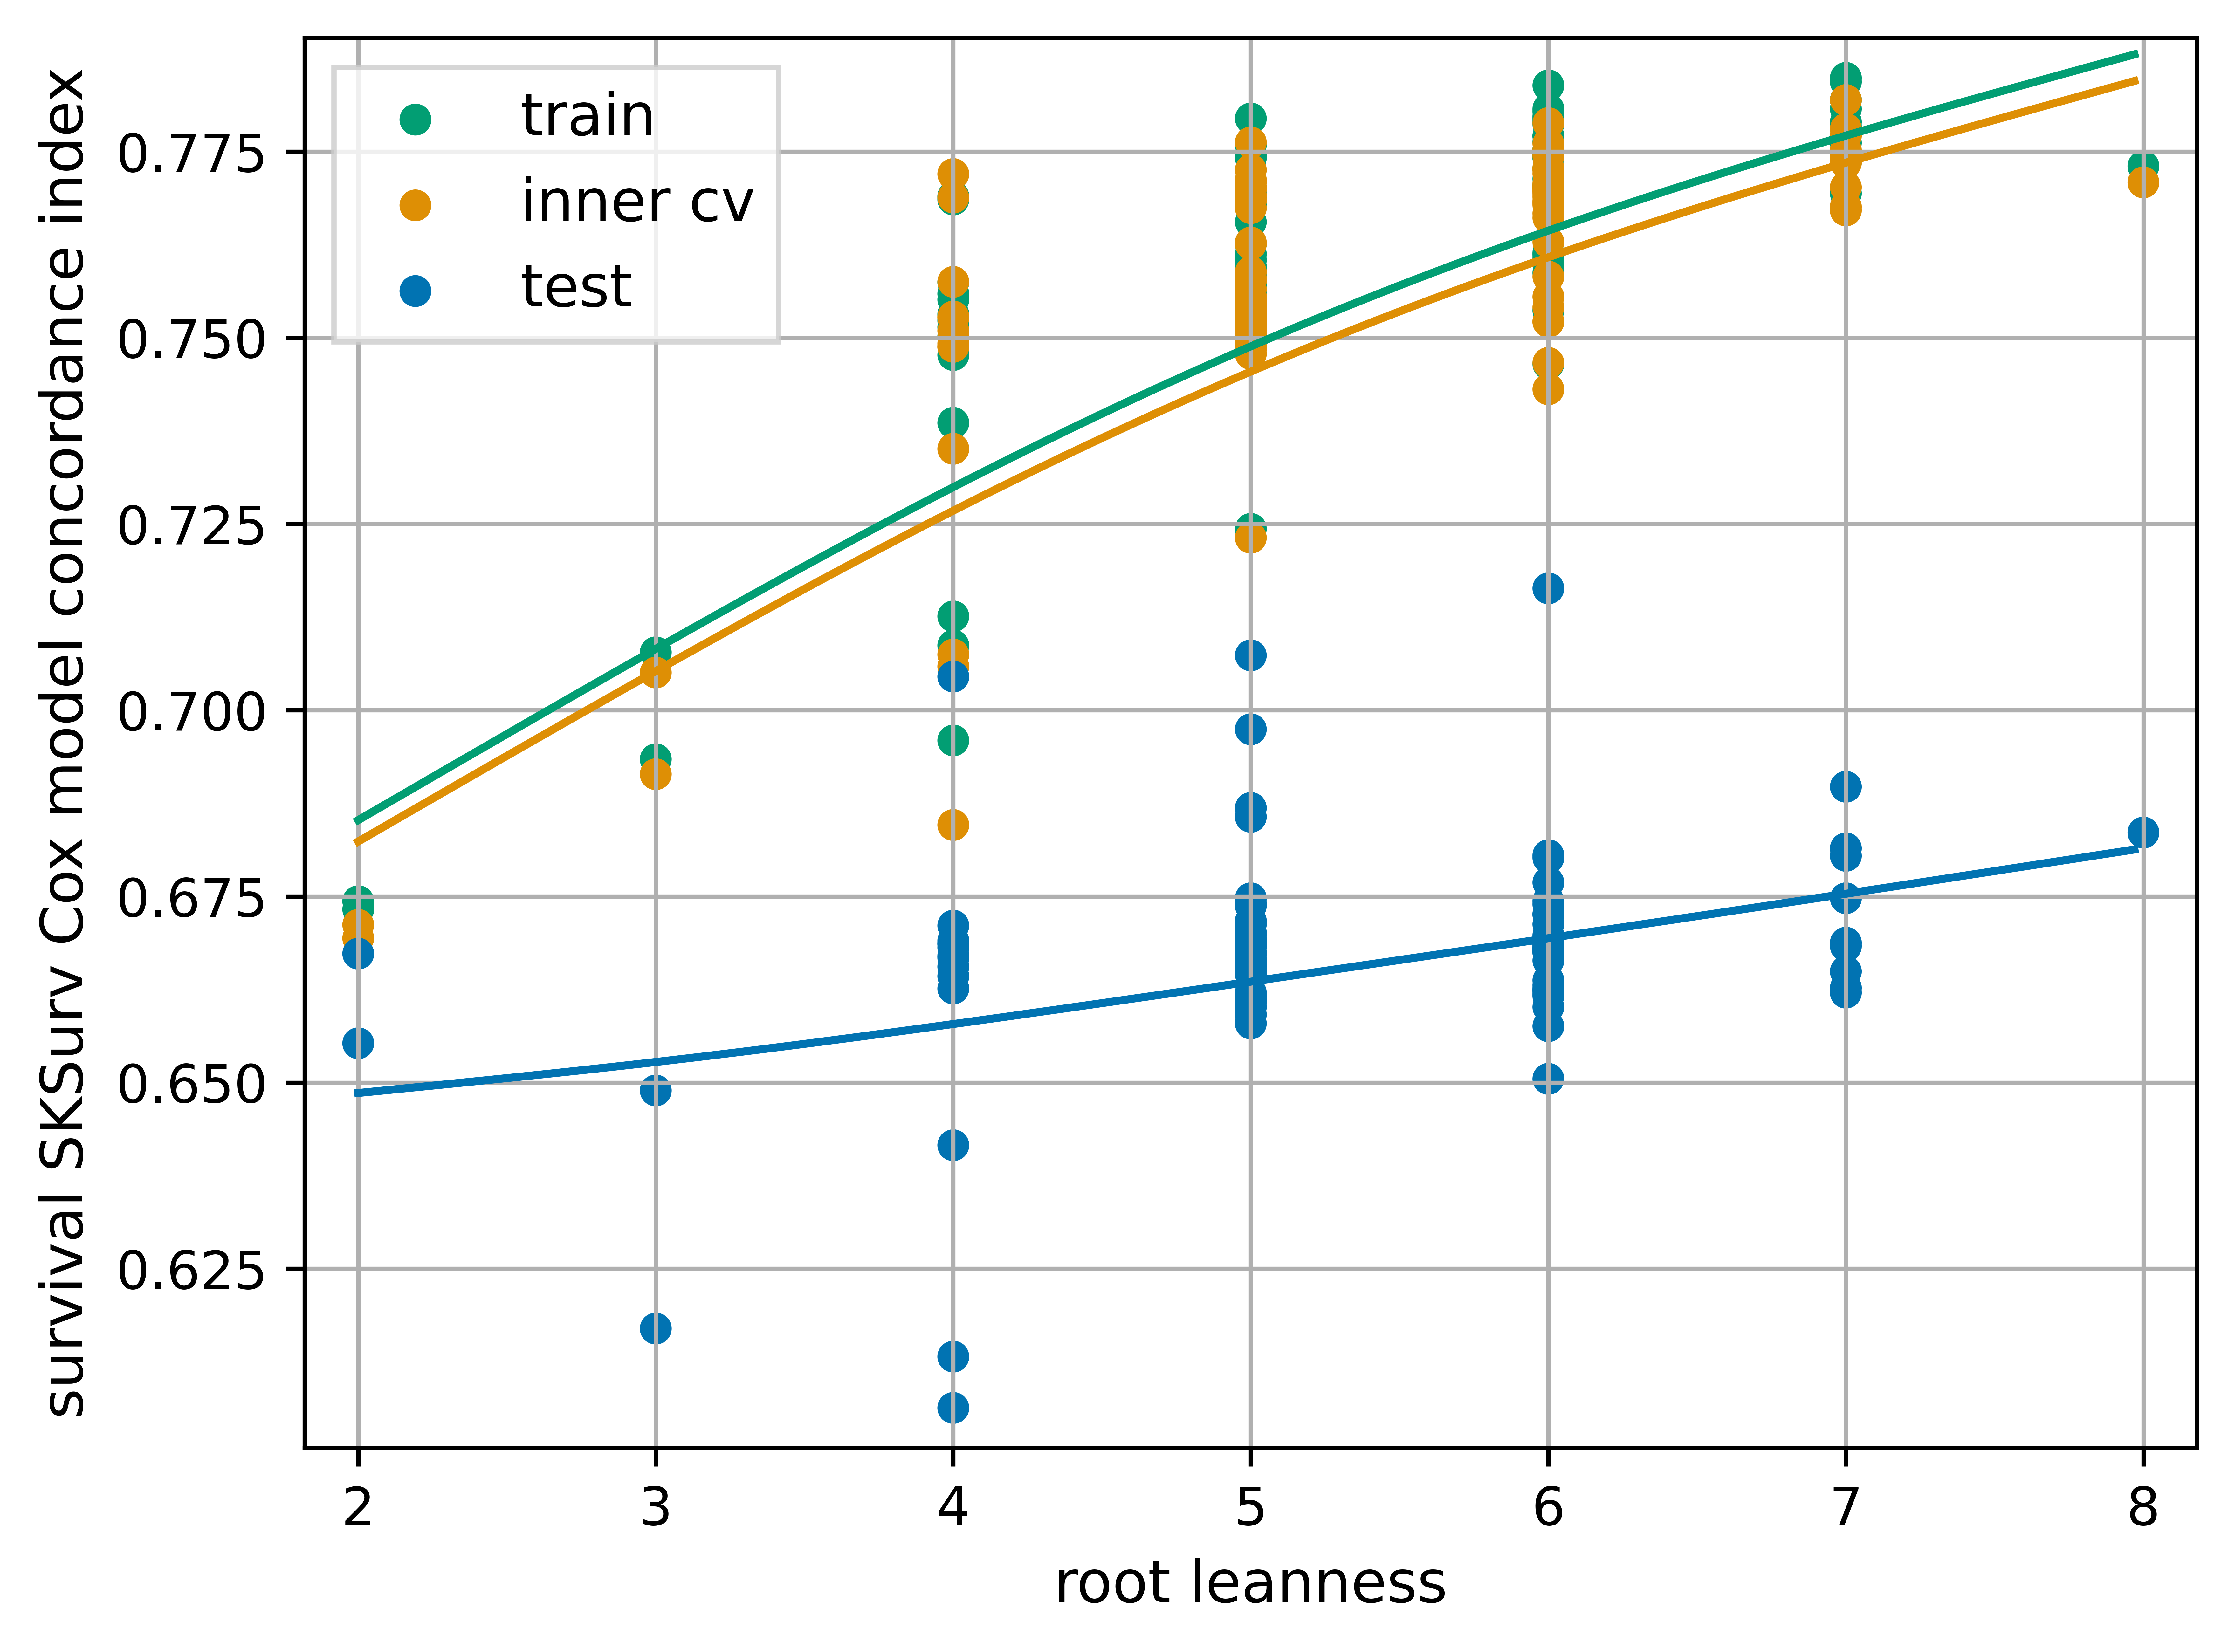 survival SKSurv Cox model concordance index
train
inner cv
test
0.775
0.750
0.725
0.700
0.675
0.650
0.625
2 3 4 5 6 7 8
root leanness